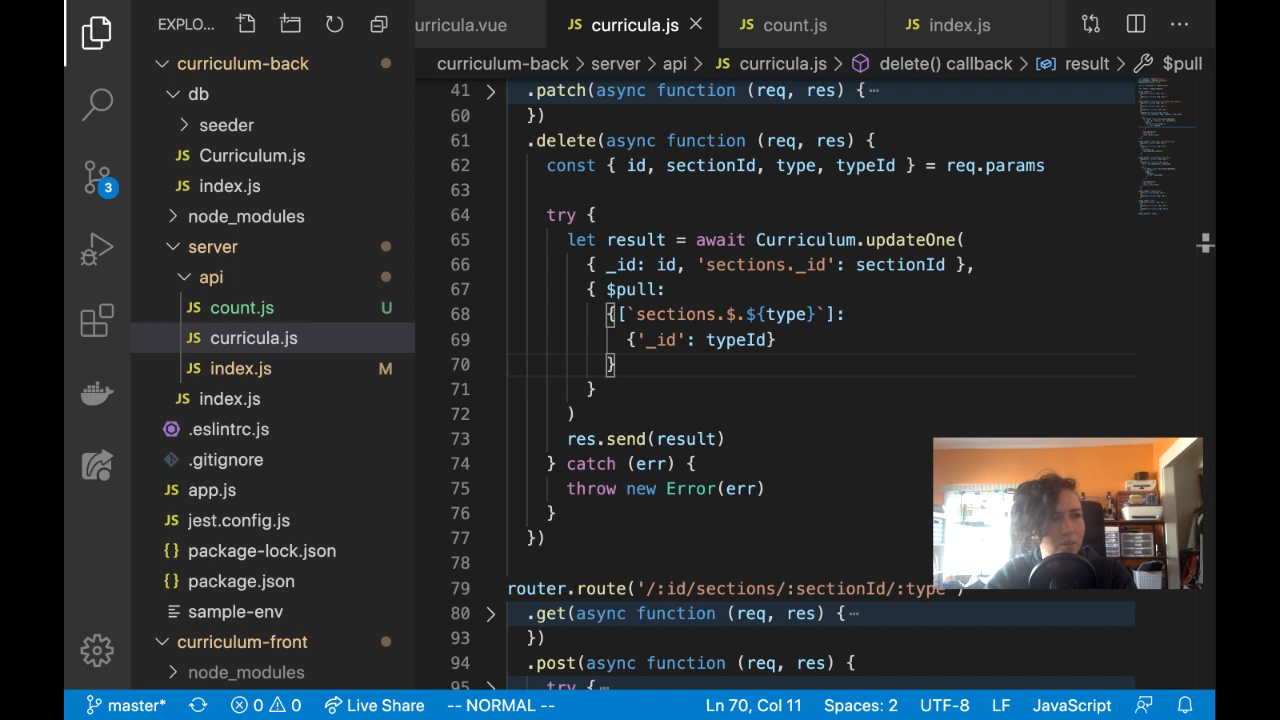 EXPLO...
urricula.vue
JS curricula.js
JS count.js
JS index.js
curriculum-back > server > api > JS curricula.js > delete() callback > result > $pull
curriculum-back
db
seeder
JS Curriculum.js
JS index.js
node_modules
server
api
JS count.js U
JS curricula.js
JS index.js M
JS index.js
.eslintrc.js
.gitignore
JS app.js
JS jest.config.js
{} package-lock.json
{} package.json
sample-env
curriculum-front
node_modules
3
41 .patch(async function (req, res) {…
60 })
61 .delete(async function (req, res) {
62 const { id, sectionId, type, typeId } = req.params
63
64 try {
65 let result = await Curriculum.updateOne(
66 { _id: id, 'sections._id': sectionId },
67 { $pull:
68 {[`sections.$.${type}`]:
69 {'_id': typeId}
70 }
71 }
72 )
73 res.send(result)
74 } catch (err) {
75 throw new Error(err)
76 }
77 })
78
79 router.route('/:id/sections/:sectionId/:type')
80 .get(async function (req, res) {…
93 })
94 .post(async function (req, res) {
95 try {…
master* 0 0 Live Share -- NORMAL -- Ln 70, Col 11 Spaces: 2 UTF-8 LF JavaScript